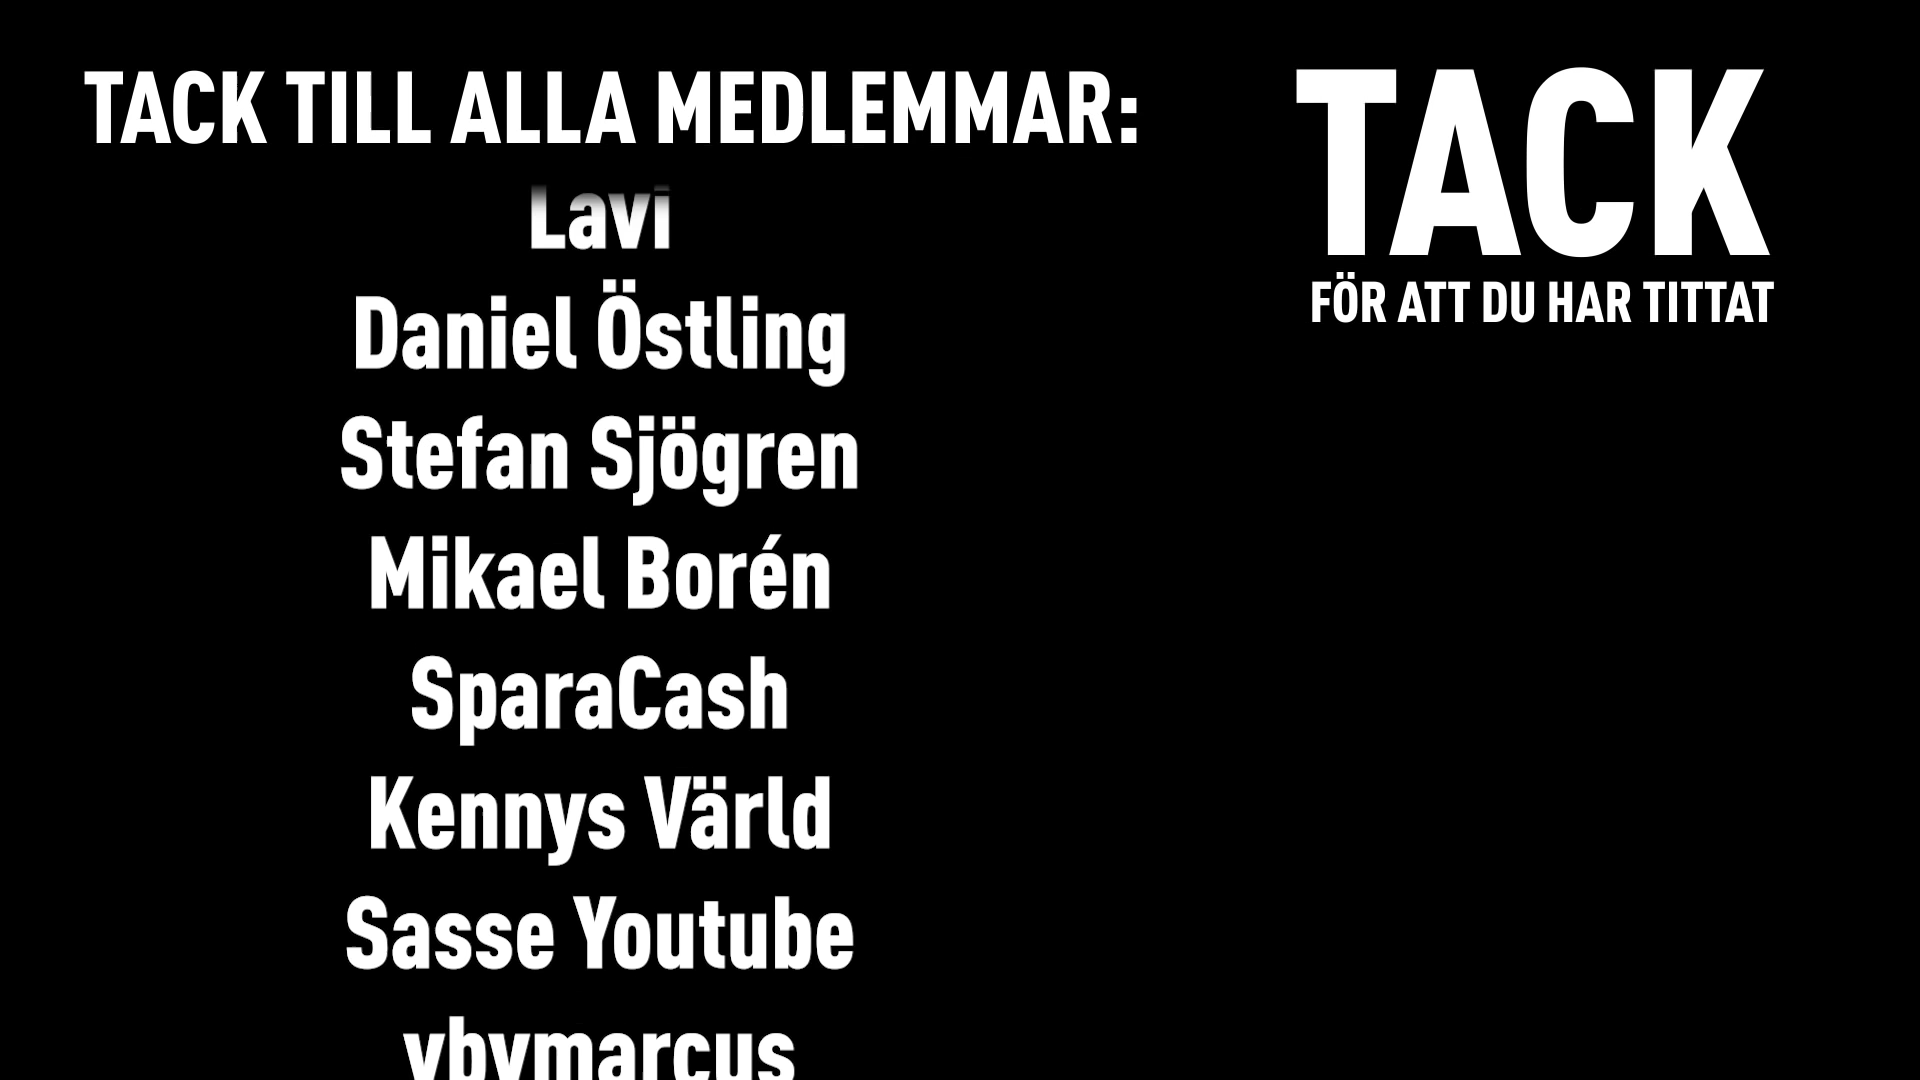 TACK TILL ALLA MEDLEMMAR:
Lavi
Daniel Östling
Stefan Sjögren
Mikael Borén
SparaCash
Kennys Värld
Sasse Youtube
TACK
FÖR ATT DU HAR TITTAT